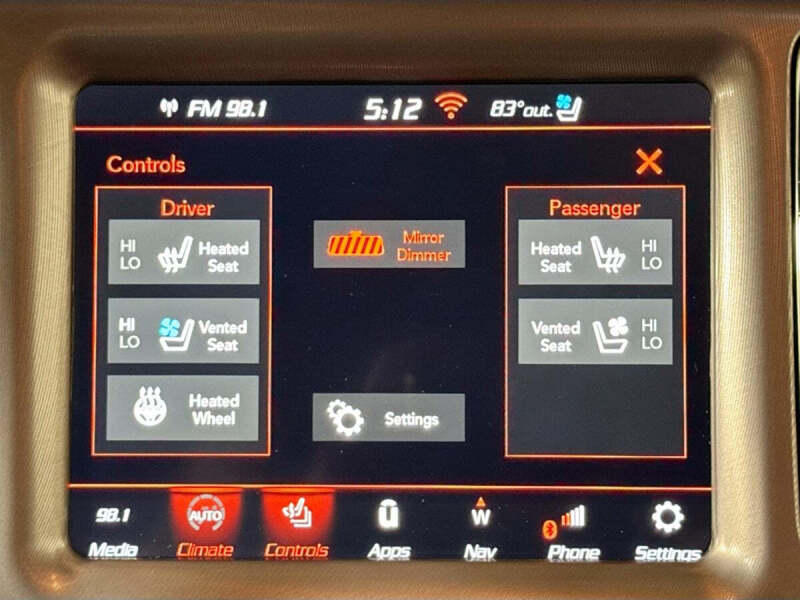 FM 98.1 5:12 83°out.
Controls
Driver
HI
LO
Heated
Seat
HI
LO
Vented
Seat
Heated
Wheel
Mirror
Dimmer
Settings
Passenger
Heated
Seat
HI
LO
Vented
Seat
HI
LO
98.1
Media
AUTO
Climate
Controls
Apps
W
Nav
Phone
Settings